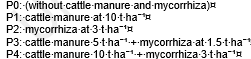 P0: (without cattle manure and mycorrhiza)¤
P1: cattle manure at 10 t ha⁻¹¤
P2: mycorrhiza at 3 t ha⁻¹¤
P3: cattle manure 5 t ha⁻¹ + mycorrhiza at 1.5 t ha⁻¹
P4: cattle manure 10 t ha⁻¹ + mycorrhiza 3 t ha⁻¹¤